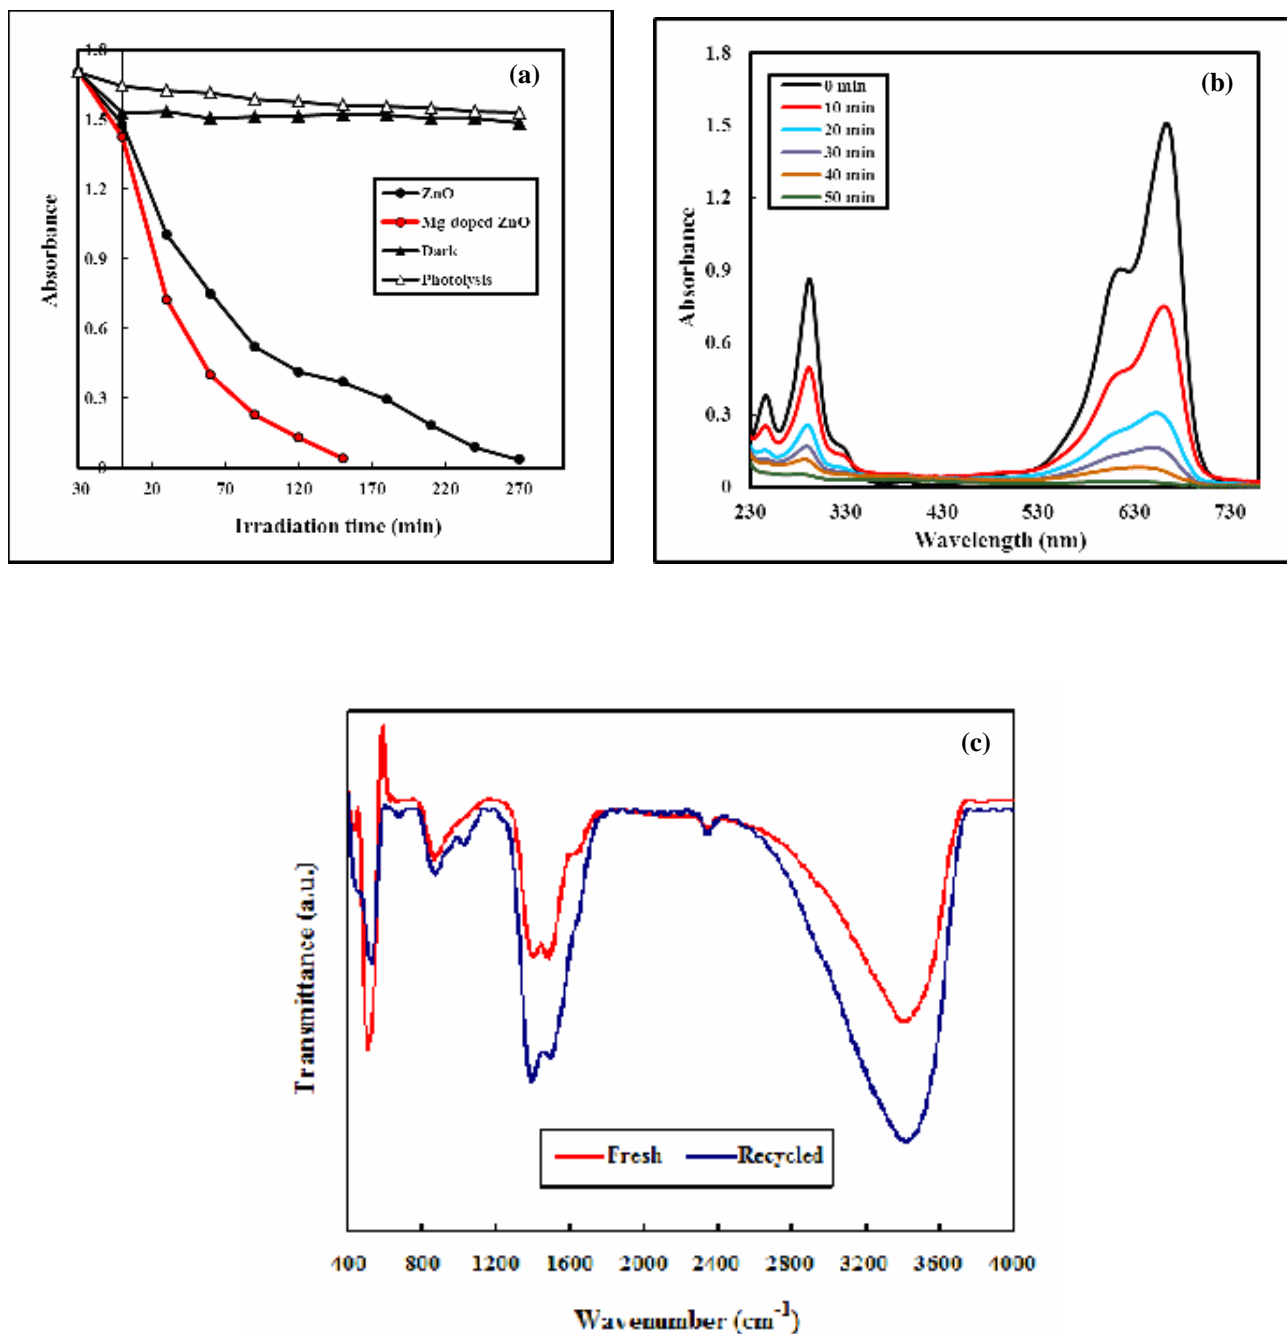 (a)
1.8
1.5
1.2
0.9
0.6
0.3
0
30 20 70 120 170 220 270
Absorbance
Irradiation time (min)
ZnO
Mg doped ZnO
Dark
Photolysis
(b)
1.8
1.5
1.2
0.9
0.6
0.3
0
230 330 430 530 630 730
Absorbance
Wavelength (nm)
0 min
10 min
20 min
30 min
40 min
50 min
(c)
Transmittance (a.u.)
Fresh Recycled
400 800 1200 1600 2000 2400 2800 3200 3600 4000
Wavenumber (cm⁻¹)